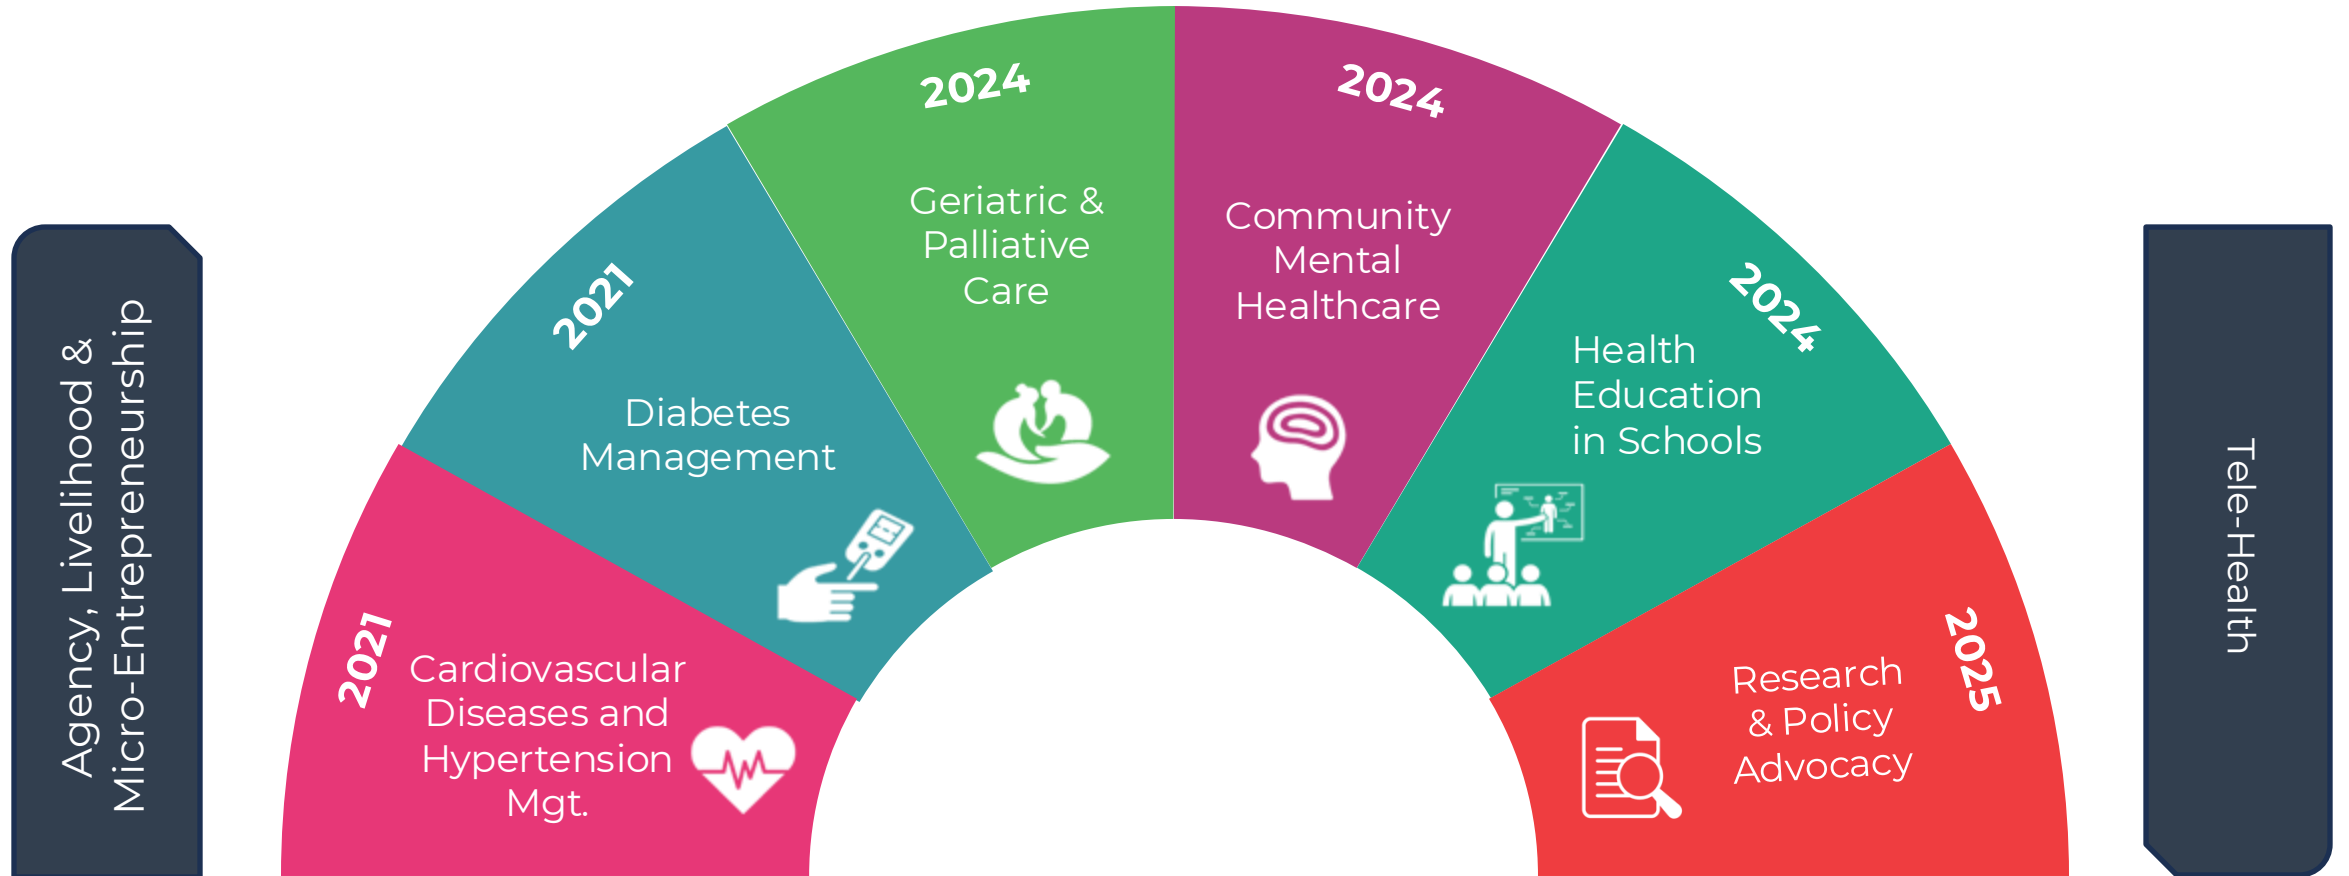 Agency, Livelihood &
Micro-Entrepreneurship
2021
Cardiovascular
Diseases and
Hypertension
Mgt.
2021
Diabetes
Management
2024
Geriatric &
Palliative
Care
2024
Community
Mental
Healthcare
2024
Health
Education
in Schools
2025
Research
& Policy
Advocacy
Tele-Health